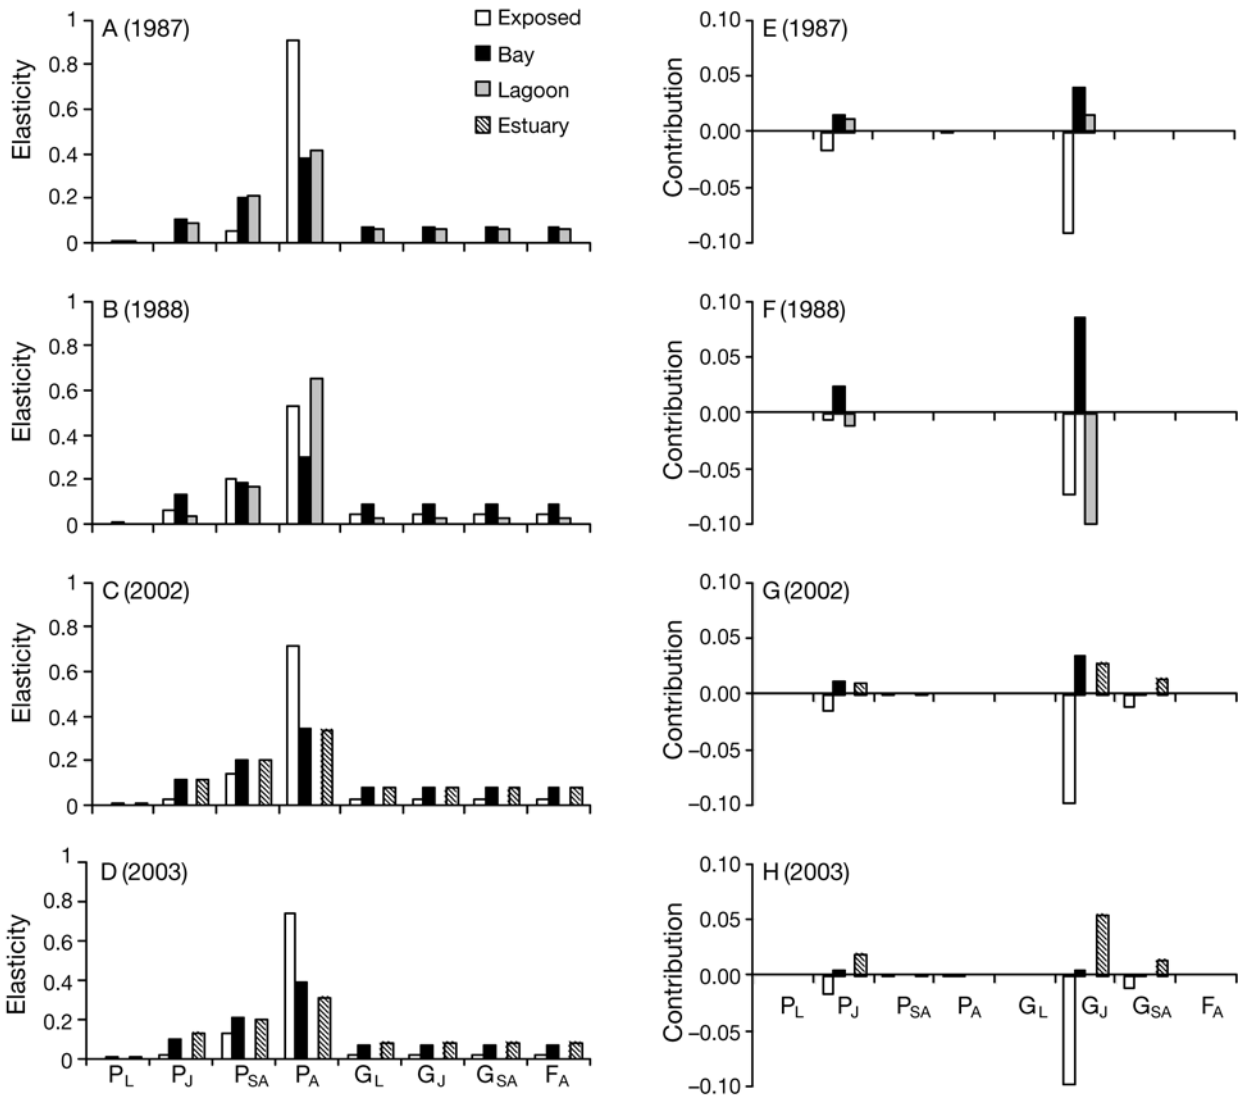 A (1987)
Elasticity
1
0.8
0.6
0.4
0.2
0
Exposed
Bay
Lagoon
Estuary
E (1987)
Contribution
0.10
0.05
0.00
−0.05
−0.10
B (1988)
Elasticity
1
0.8
0.6
0.4
0.2
0
F (1988)
Contribution
0.10
0.05
0.00
−0.05
−0.10
C (2002)
Elasticity
1
0.8
0.6
0.4
0.2
0
G (2002)
Contribution
0.10
0.05
0.00
−0.05
−0.10
D (2003)
Elasticity
1
0.8
0.6
0.4
0.2
0
PL PJ PSA PA GL GJ GSA FA
H (2003)
Contribution
0.10
0.05
0.00
−0.05
−0.10
PL PJ PSA PA GL GJ GSA FA